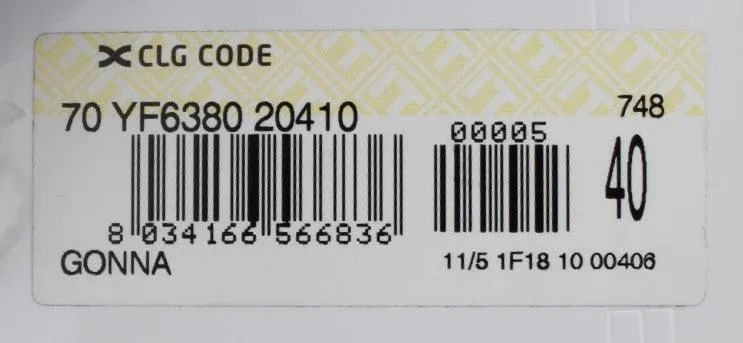 CLG CODE
70 YF6380 20410
748
00005
40
8 034166 566836
GONNA
11/5 1F18 10 00406